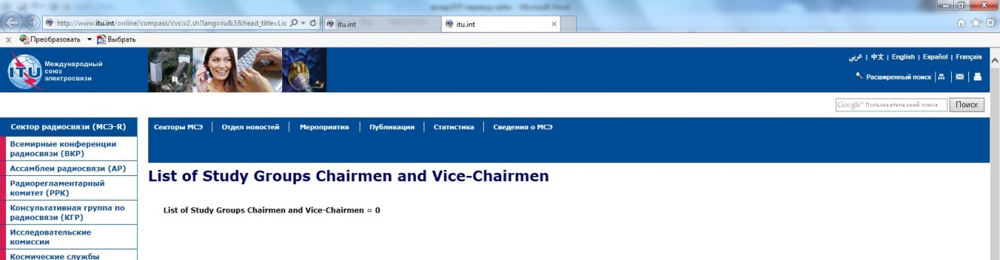 http://www.itu.int/online/compass/cvc.v2.sh?lang=ru&i3&head_title=Lis
itu.int
itu.int
x Преобразовать Выбрать
ITU
Международный
союз
электросвязи
عربي | 中文 | English | Español | Français
Расширенный поиск
Google™ Пользовательский поиск
Поиск
Сектор радиосвязи (МСЭ-R)
Секторы МСЭ | Отдел новостей | Мероприятия | Публикации | Статистика | Сведения о МСЭ
Всемирные конференции
радиосвязи (ВКР)
Ассамблеи радиосвязи (АР)
Радиорегламентарный
комитет (РРК)
Консультативная группа по
радиосвязи (КГР)
Исследовательские
комиссии
Космические службы
List of Study Groups Chairmen and Vice-Chairmen
List of Study Groups Chairmen and Vice-Chairmen = 0